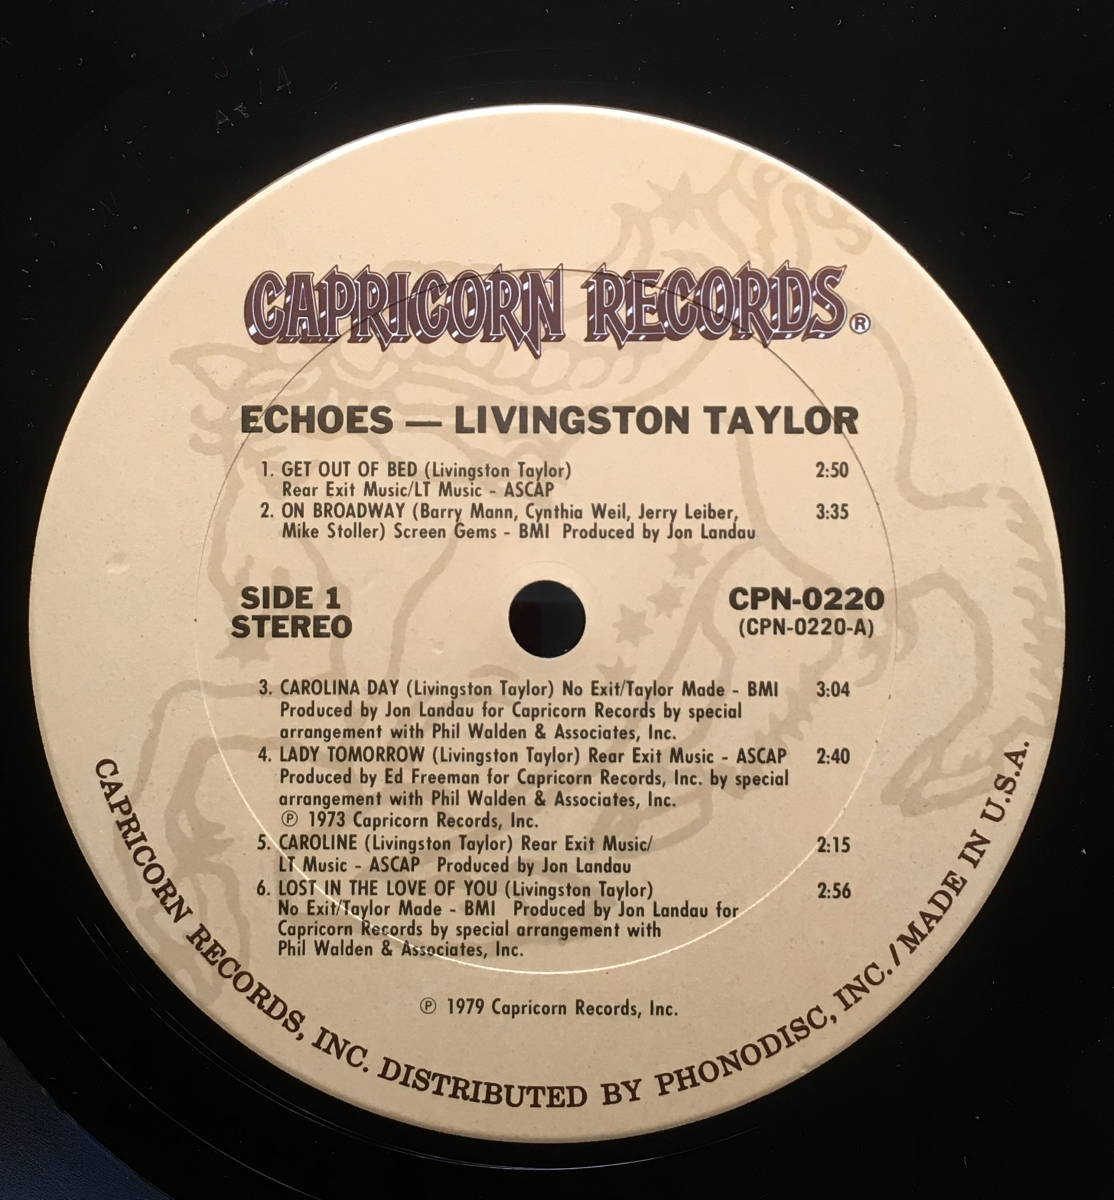 CAPRICORN RECORDS®
ECHOES — LIVINGSTON TAYLOR
1. GET OUT OF BED (Livingston Taylor) 2:50
Rear Exit Music/LT Music - ASCAP
2. ON BROADWAY (Barry Mann, Cynthia Weil, Jerry Leiber, 3:35
Mike Stoller) Screen Gems - BMI Produced by Jon Landau
SIDE 1 CPN-0220
STEREO (CPN-0220-A)
3. CAROLINA DAY (Livingston Taylor) No Exit/Taylor Made - BMI 3:04
Produced by Jon Landau for Capricorn Records by special
arrangement with Phil Walden & Associates, Inc.
4. LADY TOMORROW (Livingston Taylor) Rear Exit Music - ASCAP 2:40
Produced by Ed Freeman for Capricorn Records, Inc. by special
arrangement with Phil Walden & Associates, Inc.
℗ 1973 Capricorn Records, Inc.
5. CAROLINE (Livingston Taylor) Rear Exit Music/ 2:15
LT Music - ASCAP Produced by Jon Landau
6. LOST IN THE LOVE OF YOU (Livingston Taylor) 2:56
No Exit/Taylor Made - BMI Produced by Jon Landau for
Capricorn Records by special arrangement with
Phil Walden & Associates, Inc.
℗ 1979 Capricorn Records, Inc.
CAPRICORN RECORDS, INC. DISTRIBUTED BY PHONODISC, INC./MADE IN U.S.A.